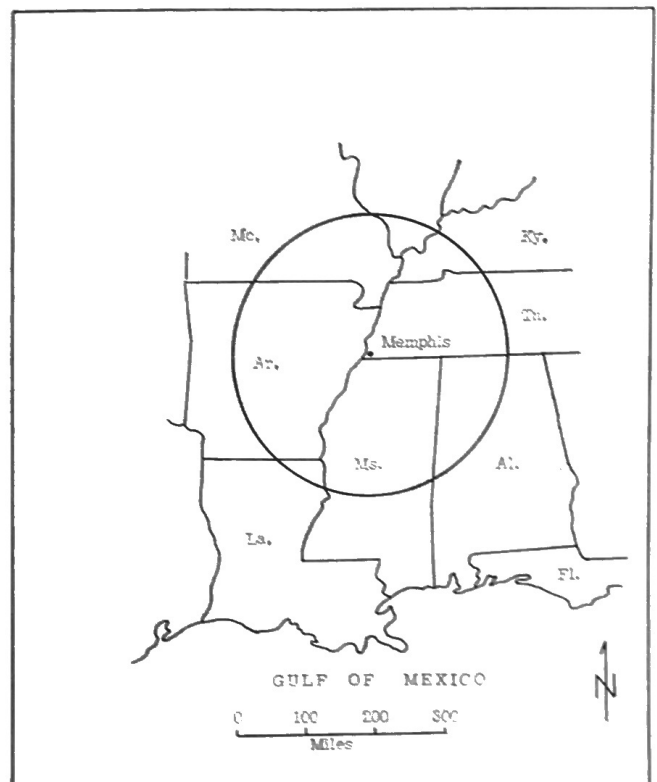 Mo.
Ky.
Tn.
Memphis
Ar.
Ms.
Al.
La.
Fl.
GULF OF MEXICO
N
0 100 200 300
Miles